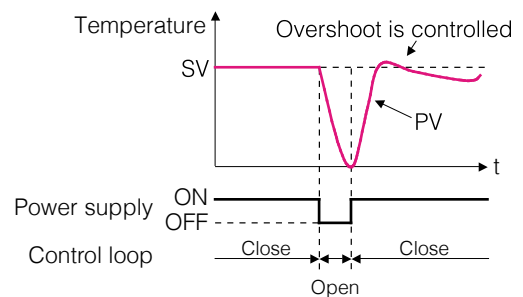 Temperature
Overshoot is controlled
SV
PV
t
Power supply
ON
OFF
Control loop
Close
Close
Open